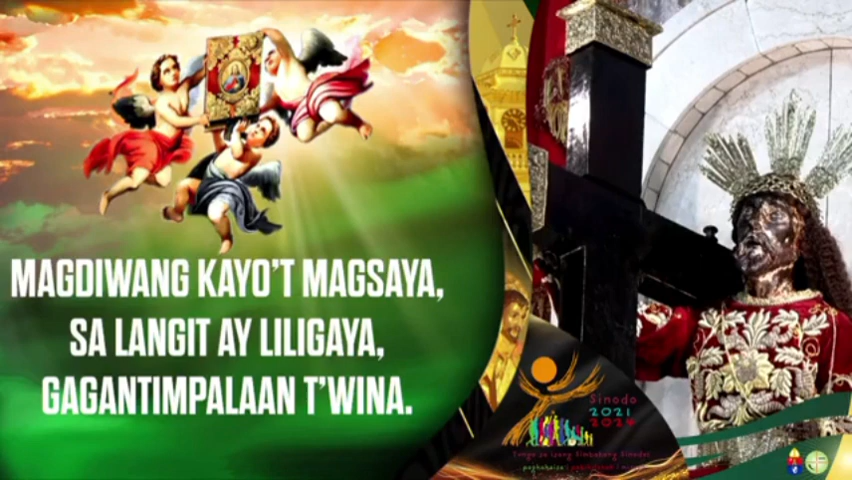 MAGDIWANG KAYO'T MAGSAYA,
SA LANGIT AY LILIGAYA,
GAGANTIMPALAAN T'WINA.
Sinodo
2021
2024